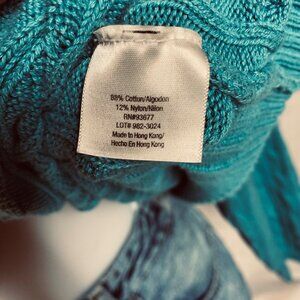 88% Cotton/Algodon
12% Nylon/Nilon
RN#93677
LOT# 982-3024
Made in Hong Kong/
Hecho En Hong Kong